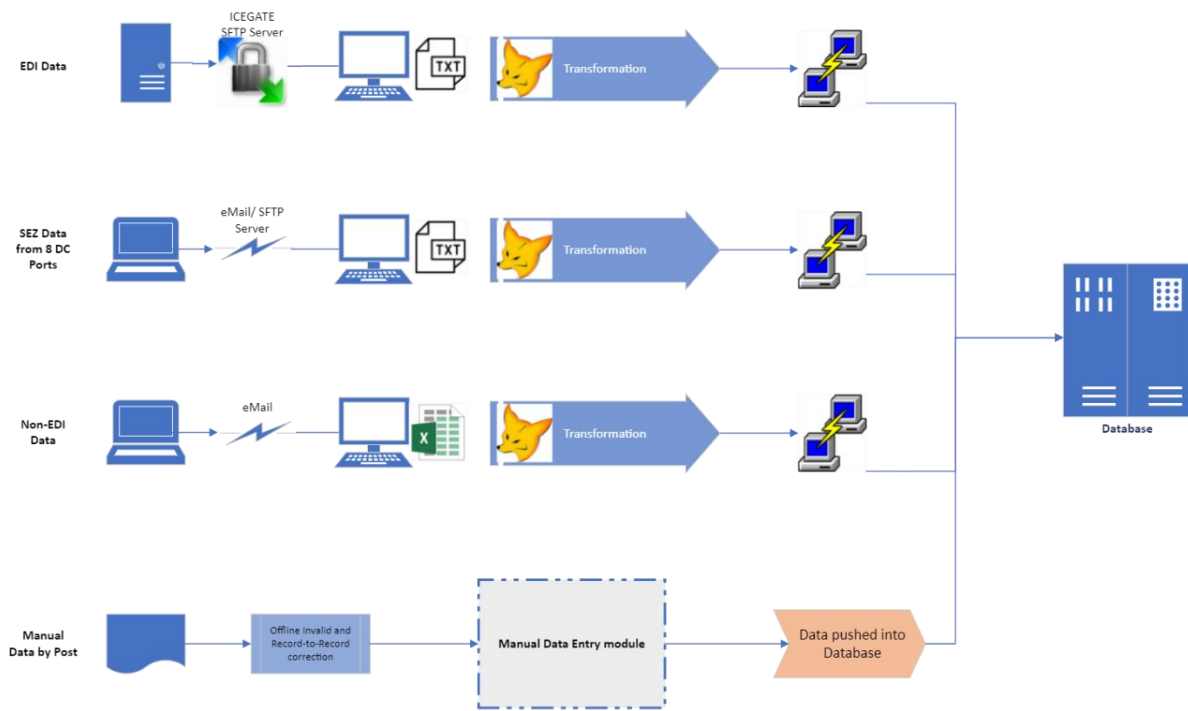 ICEGATE
SFTP Server
EDI Data
TXT
Transformation
eMail/ SFTP
Server
SEZ Data
from 8 DC
Ports
TXT
Transformation
Database
eMail
Non-EDI
Data
X
Transformation
Manual
Data by Post
Offline Invalid and
Record-to-Record
correction
Manual Data Entry module
Data pushed into
Database